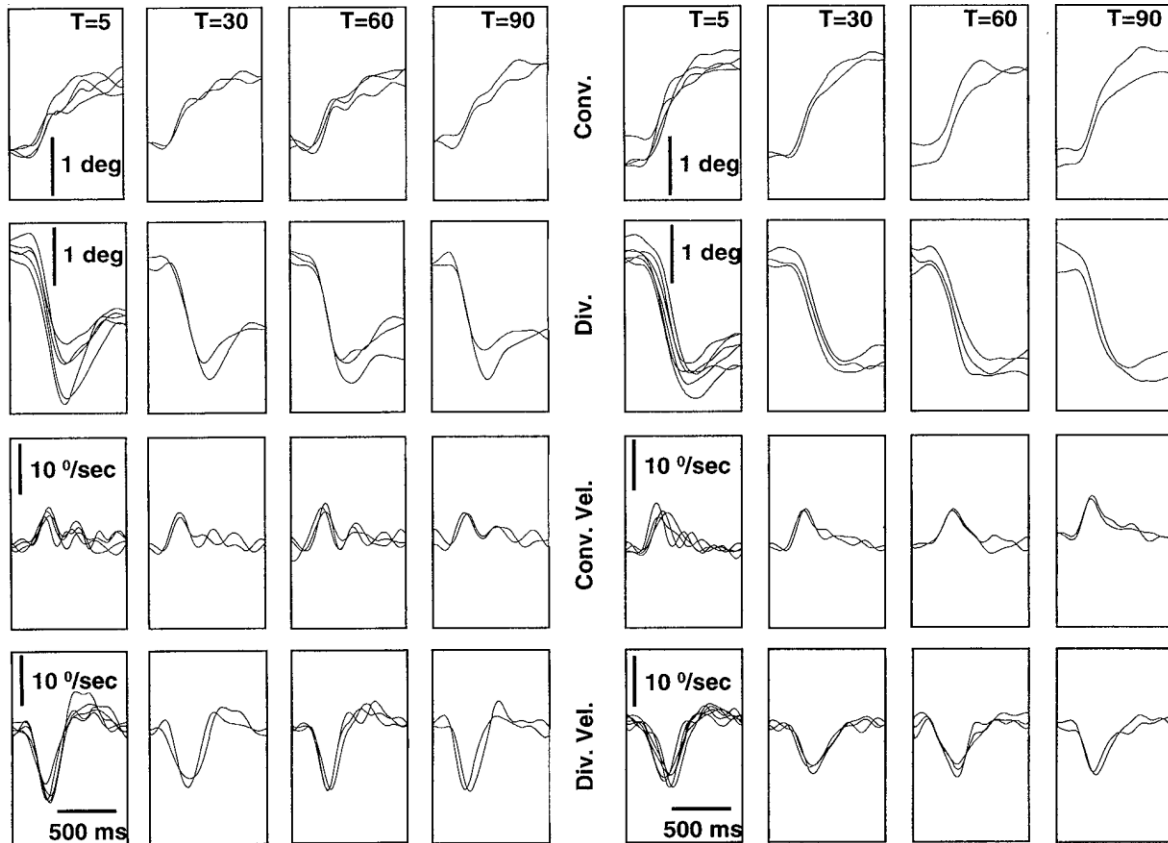 T=5 T=30 T=60 T=90 T=5 T=30 T=60 T=90
Conv.
1 deg 1 deg
1 deg 1 deg
Div.
10 ⁰/sec 10 ⁰/sec
Conv. Vel.
10 ⁰/sec 10 ⁰/sec
Div. Vel.
500 ms 500 ms